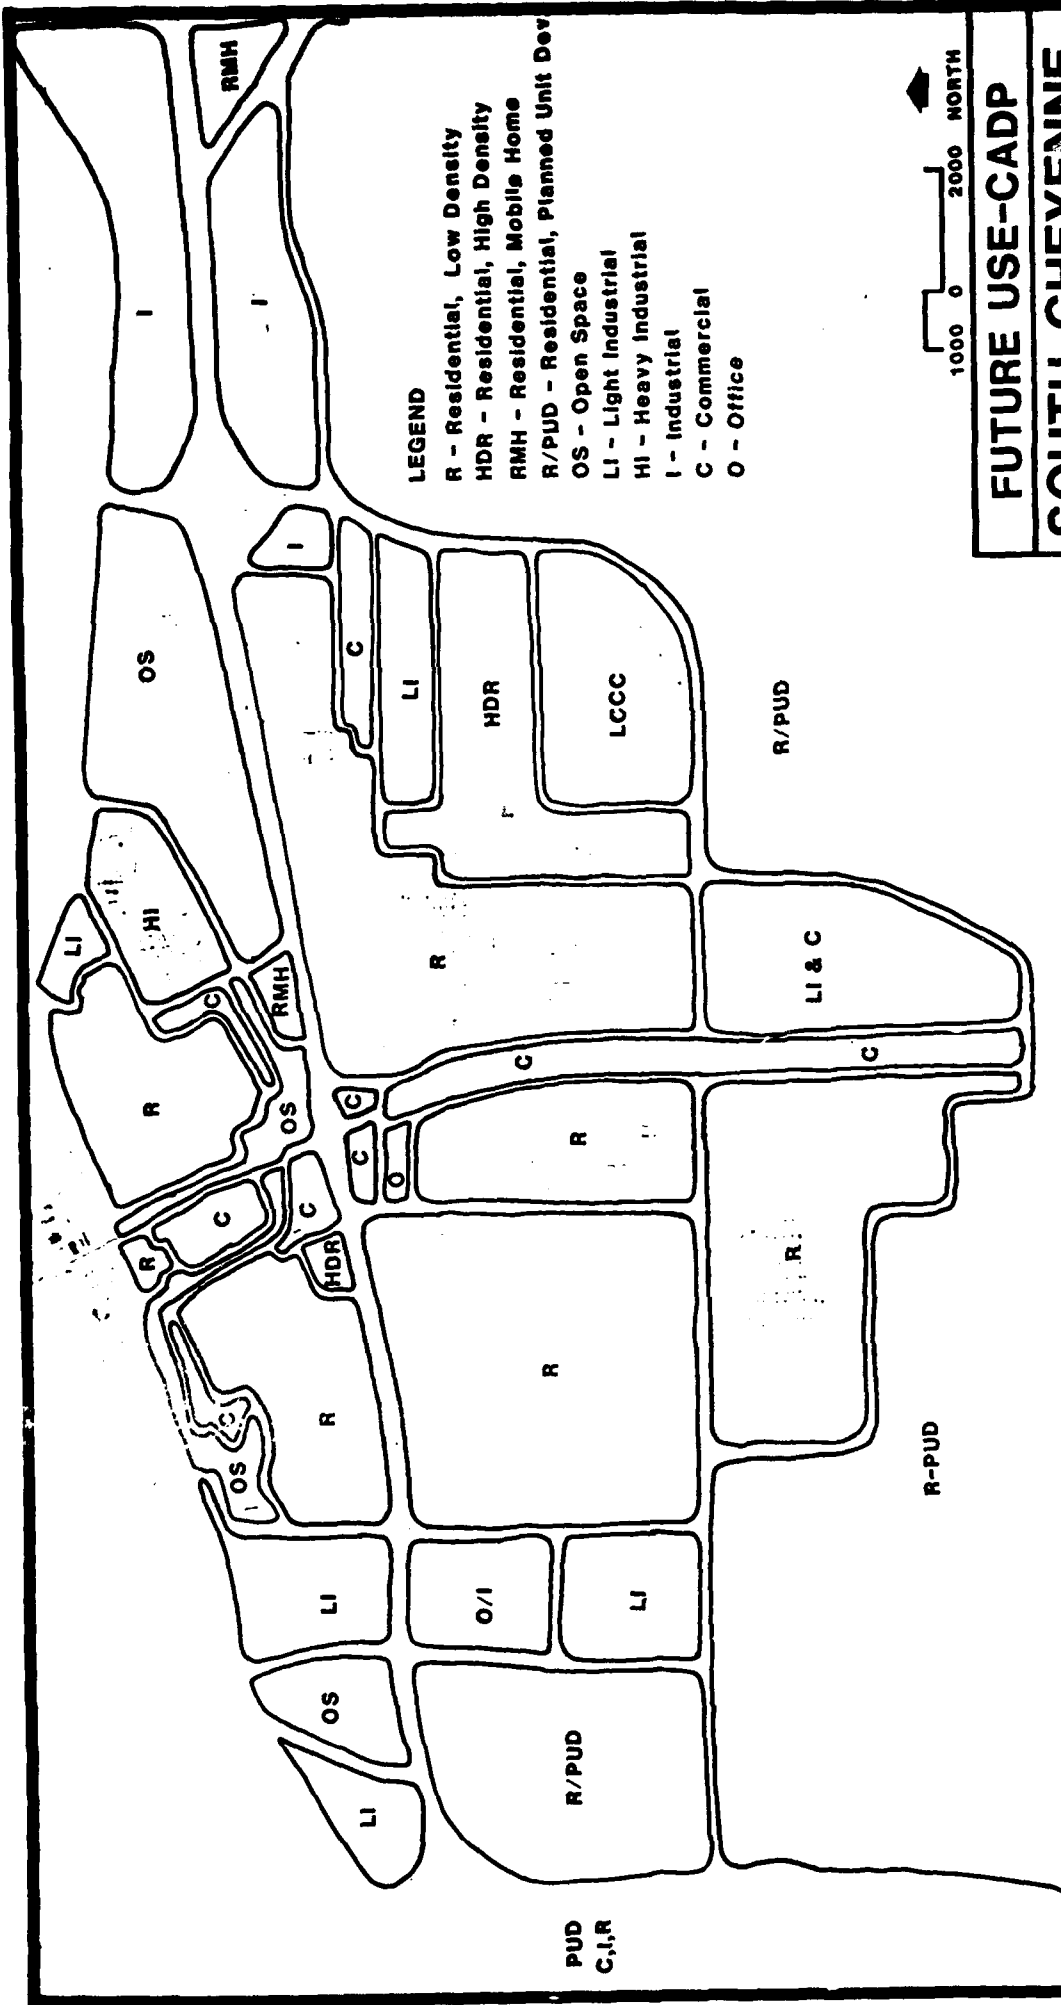 LI
OS
I
R
R
HI
C
C
C
RMH
OS
I
OS
RMH
I
C
OS
LI
R
HDR
C
C
C
LI
O
LI
R
O/I
HDR
C
R
R
R/PUD
PUD
C,I,R
LCCC
LI
R/PUD
R
LI & C
C
R-PUD
LEGEND
R - Residential, Low Density
HDR - Residential, High Density
RMH - Residential, Mobile Home
R/PUD - Residential, Planned Unit Dev
OS - Open Space
LI - Light Industrial
HI - Heavy Industrial
I - Industrial
C - Commercial
O - Office
1000 0 2000 NORTH
FUTURE USE-CADP
SOUTH CHEYENNE